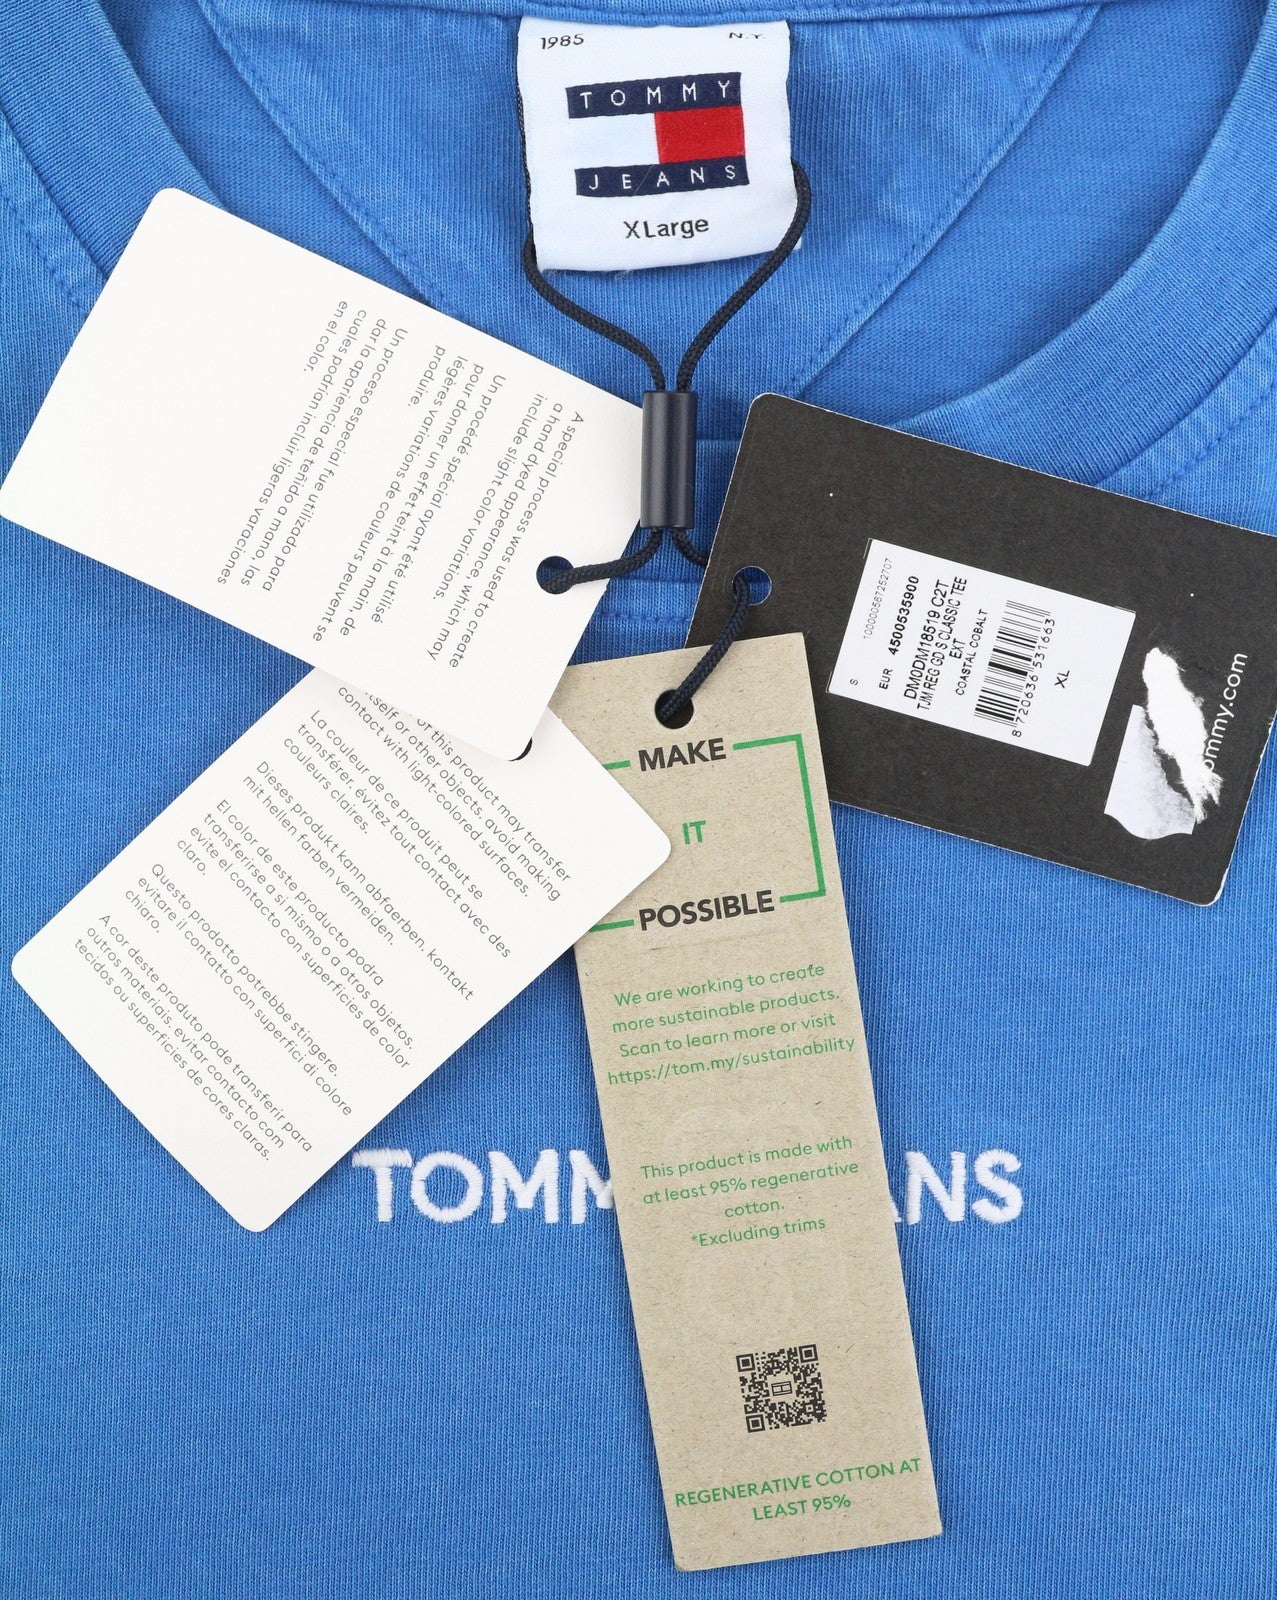 1985 N.Y.
TOMMY
JEANS
XLarge
A special process was used to create
a hand dyed appearance, which may
include slight color variations.
Un procédé spécial ayant été utilisé
pour donner un effet teint à la main, de
légères variations de couleurs peuvent se
produire.
Un proceso especial fue utilizado para
dar la apariencia de teñido a mano, las
cuales podrian incluir ligeras variaciones
en el color.
of this product may transfer
itself or other objects, avoid making
contact with light-colored surfaces.
La couleur de ce produit peut se
transférer, évitez tout contact avec des
couleurs claires.
Dieses produkt kann abfaerben, kontakt
mit hellen farben vermeiden.
El color de este producto podra
transferirse a si mismo o a otros objetos,
evite el contacto con superficies de color
claro.
Questo prodotto potrebbe stingere.
evitare il contatto con superfici di colore
chiaro.
A cor deste produto pode transferir para
outros materiais, evitar contacto com
tecidos ou superfícies de cores claras.
MAKE
IT
POSSIBLE
We are working to create
more sustainable products.
Scan to learn more or visit
https://tom.my/sustainability
This product is made with
at least 95% regenerative
cotton.
*Excluding trims
REGENERATIVE COTTON AT
LEAST 95%
100000567252707
S EUR 4500535900
DM0DM18519 C2T
TJM REG GD S CLASSIC TEE
EXT
COASTAL COBALT
8720636531663
XL
ommy.com
TOMM ANS